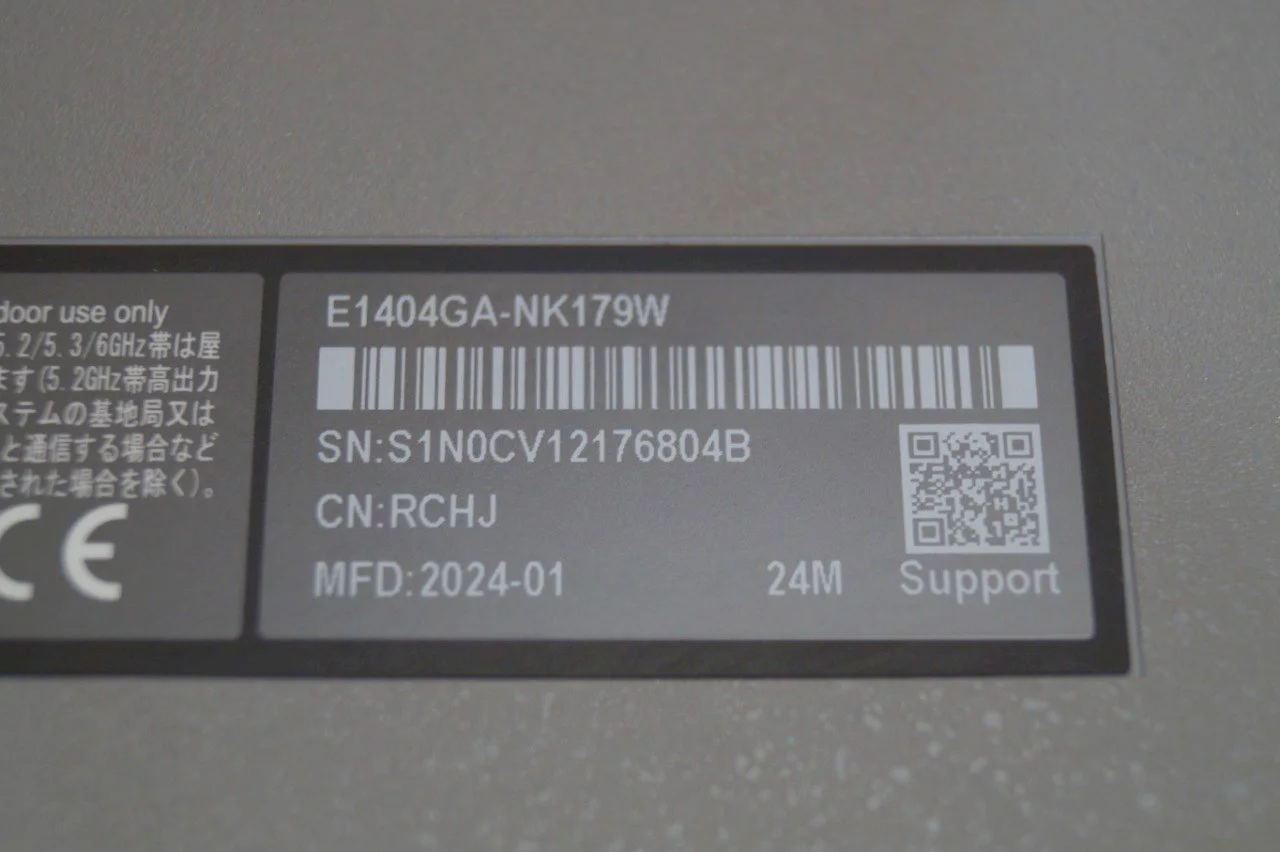 door use only
5.2/5.3/6GHz帯は屋
ます(5.2GHz帯高出力
ステムの基地局又は
と通信する場合など
された場合を除く)。
CE
E1404GA-NK179W
SN:S1N0CV12176804B
CN:RCHJ
MFD:2024-01
24M
Support